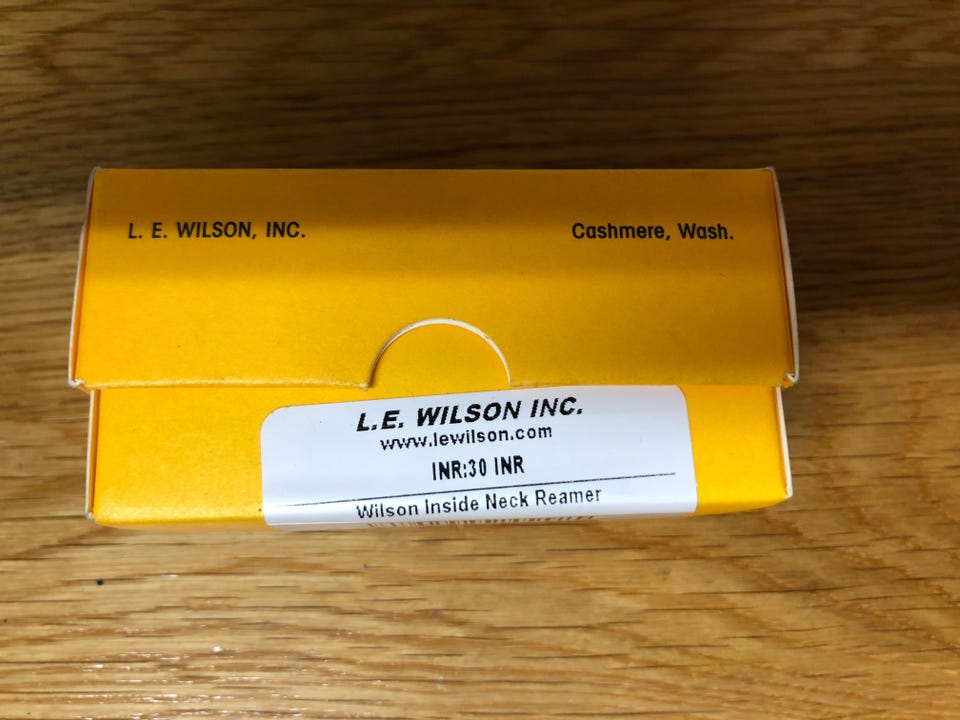 L. E. WILSON, INC. Cashmere, Wash.
L.E. WILSON INC.
www.lewilson.com
INR:30 INR
Wilson Inside Neck Reamer